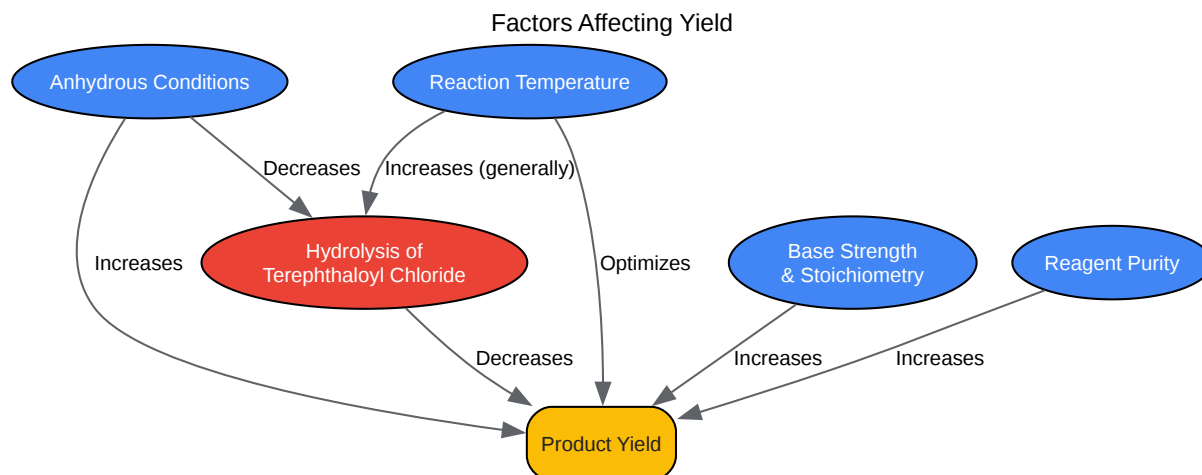 Factors Affecting Yield
Anhydrous Conditions
Reaction Temperature
Decreases
Increases (generally)
Increases
Hydrolysis of
Terephthaloyl Chloride
Optimizes
Base Strength
& Stoichiometry
Reagent Purity
Decreases
Increases
Increases
Product Yield